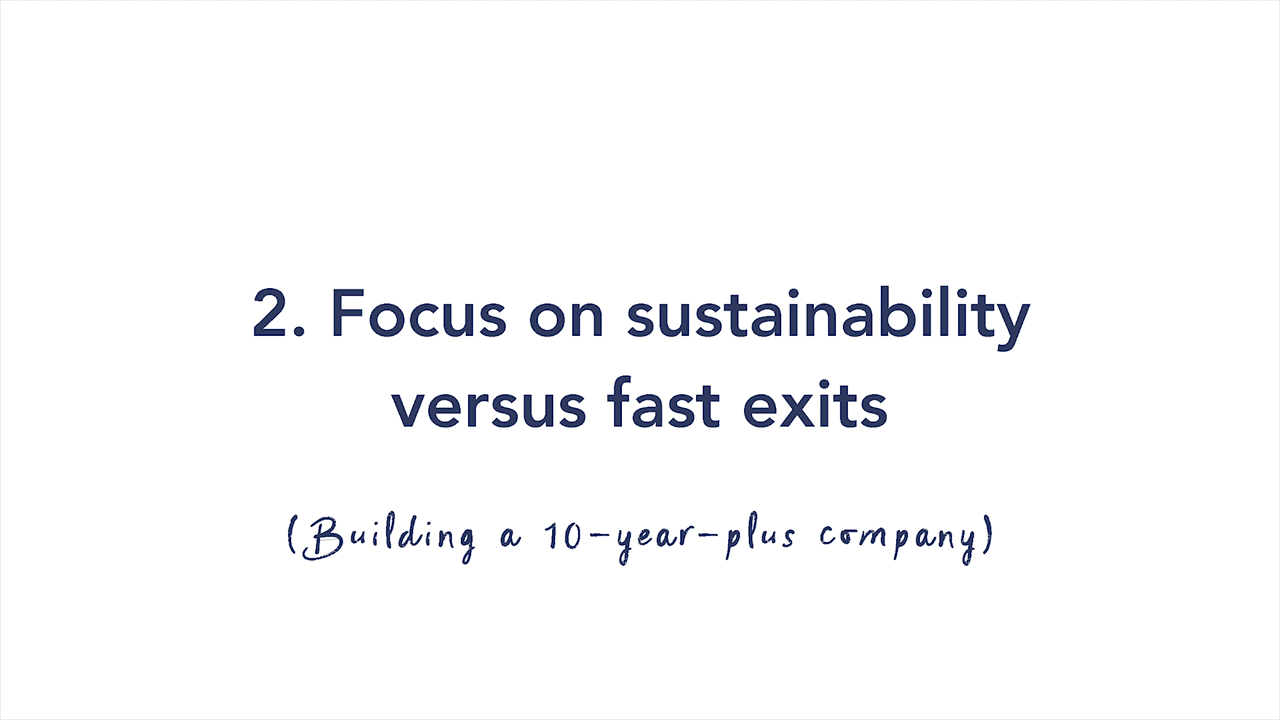 2. Focus on sustainability
versus fast exits
(Building a 10-year-plus company)